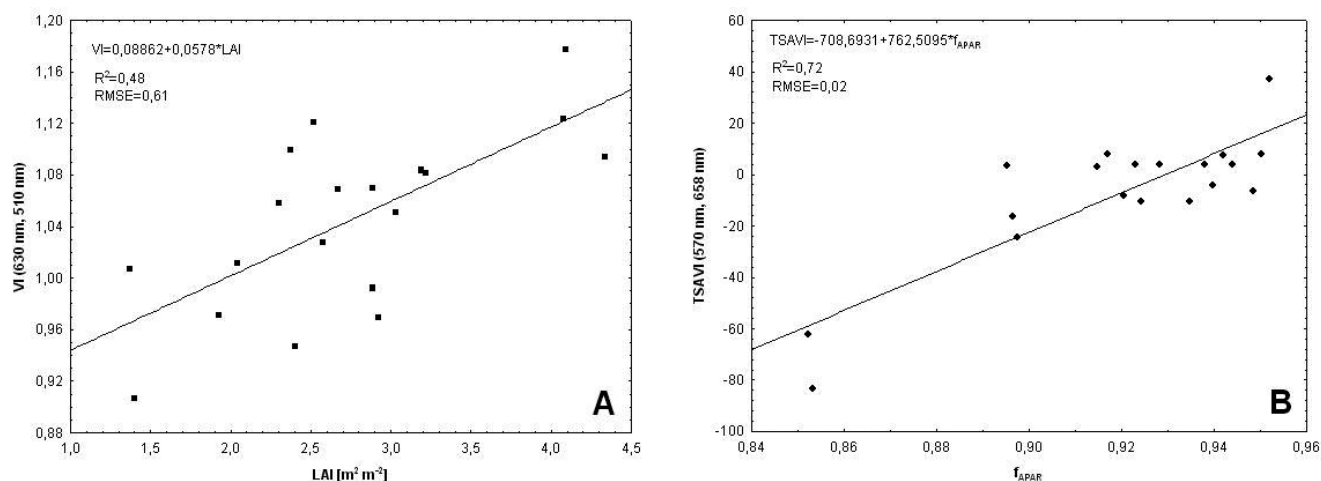 1,20
1,16
1,12
1,08
1,04
1,00
0,96
0,92
0,88
VI (630 nm, 510 nm)
VI=0,08862+0,0578*LAI
R²=0,48
RMSE=0,61
A
1,0 2,0 2,5 3,0 3,5 4,0 4,5
LAI [m² m⁻²]
60
40
20
0
-20
-40
-60
-80
-100
TSAVI (570 nm, 658 nm)
TSAVI=-708,6931+762,5095*fAPAR
R²=0,72
RMSE=0,02
B
0,84 0,86 0,88 0,90 0,92 0,94 0,96
fAPAR